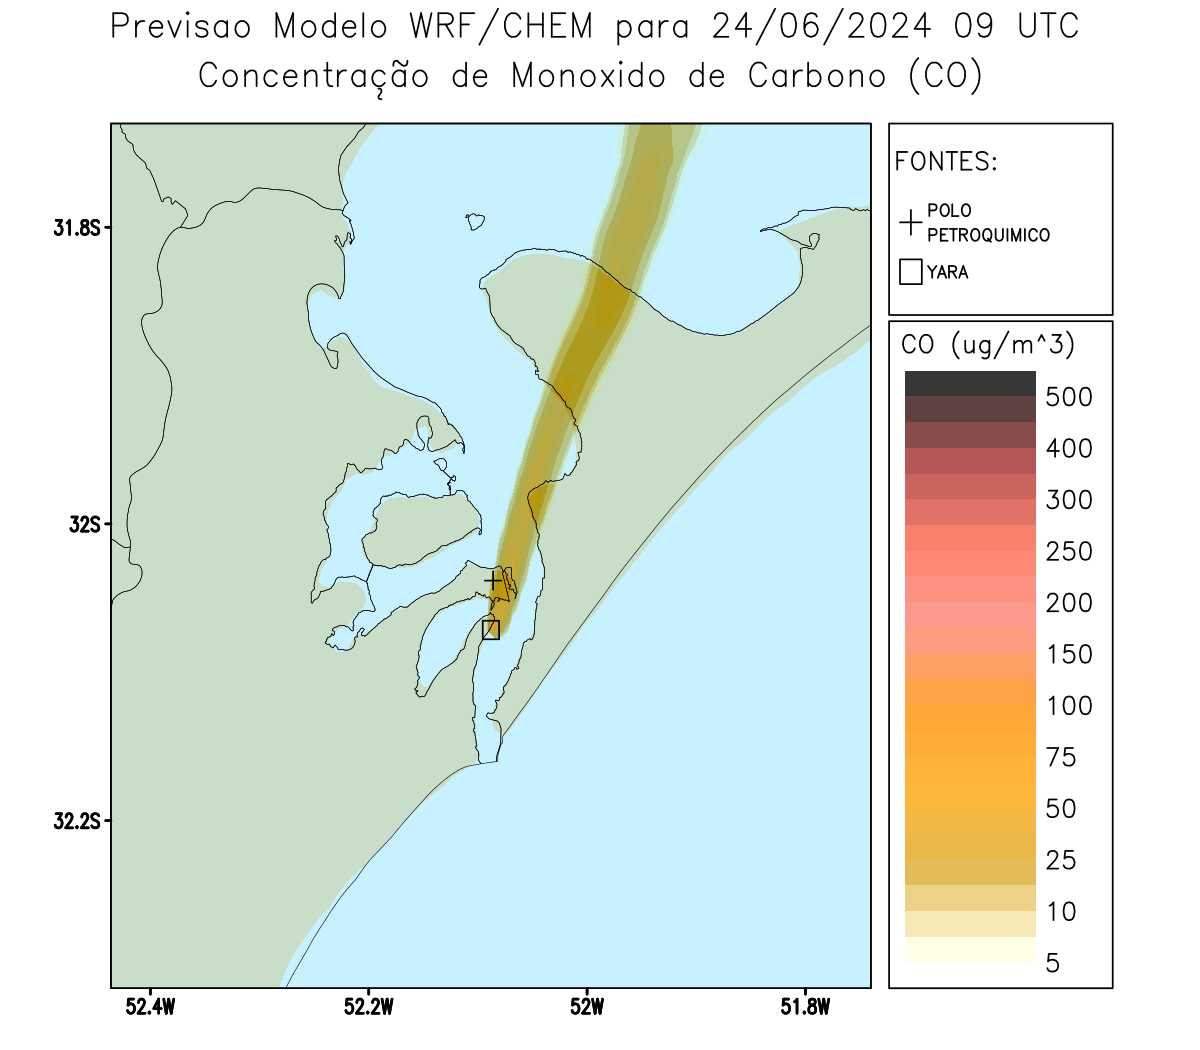 Previsao Modelo WRF/CHEM para 24/06/2024 09 UTC
Concentração de Monoxido de Carbono (CO)
FONTES:
POLO
PETROQUIMICO
YARA
CO (ug/m^3)
500
400
300
250
200
150
100
75
50
25
10
5
31.8S
32S
32.2S
52.4W
52.2W
52W
51.8W